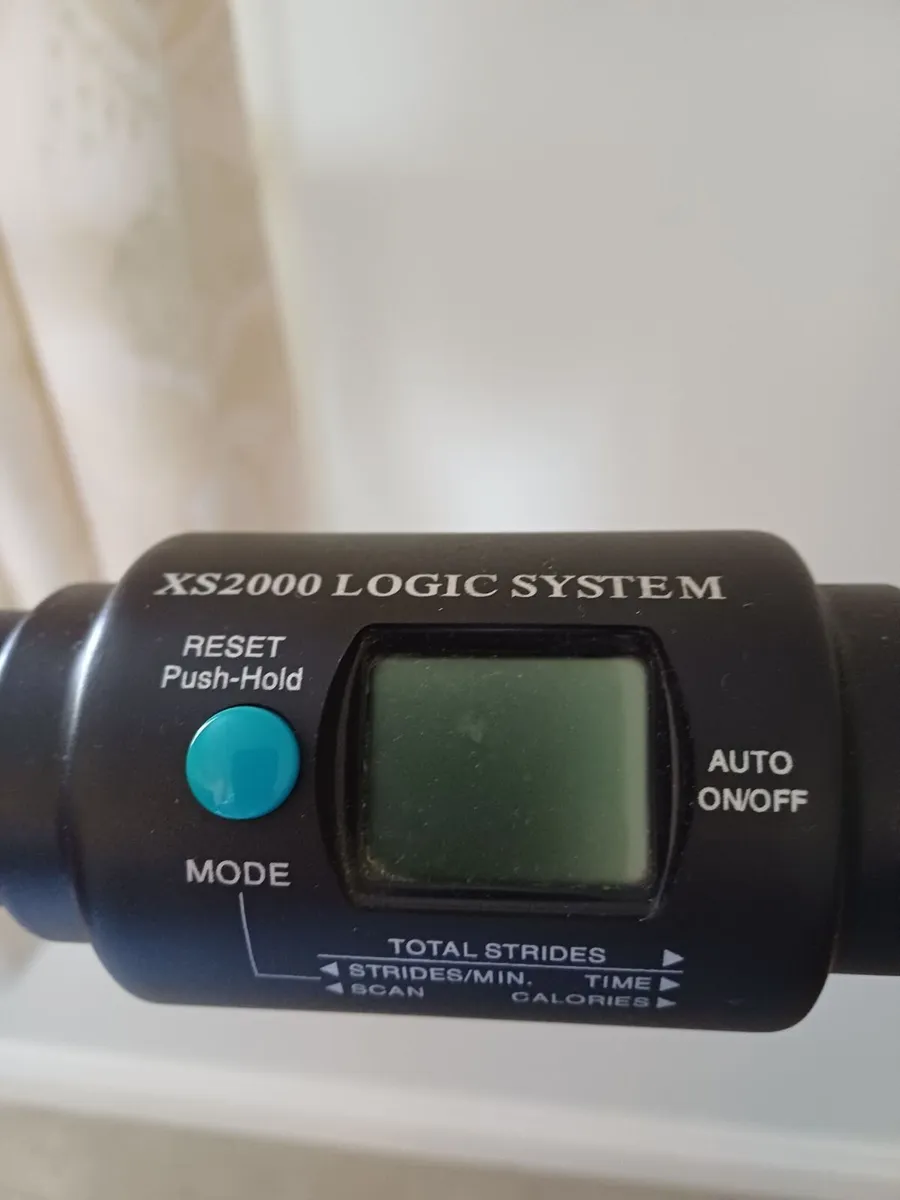 XS2000 LOGIC SYSTEM
RESET
Push-Hold
AUTO
ON/OFF
MODE
TOTAL STRIDES ▶
◀ STRIDES/MIN. TIME ▶
◀ SCAN CALORIES ▶